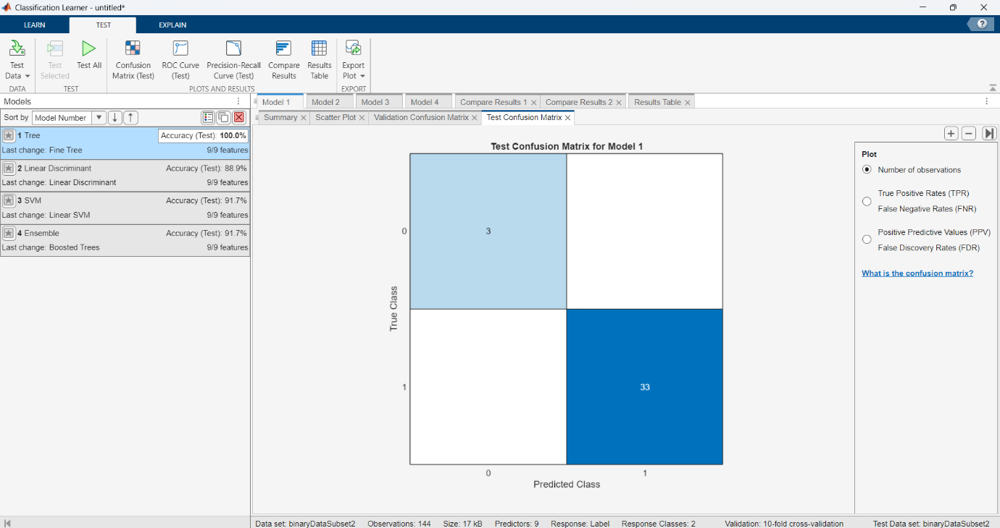 Classification Learner - untitled*
LEARN
TEST
EXPLAIN
?
Test
Data
Test
Selected
Test All
Confusion
Matrix (Test)
ROC Curve
(Test)
Precision-Recall
Curve (Test)
Compare
Results
Results
Table
Export
Plot
DATA
TEST
PLOTS AND RESULTS
EXPORT
Models
Sort by
Model Number
1 Tree
Accuracy (Test): 100.0%
Last change: Fine Tree
9/9 features
2 Linear Discriminant
Accuracy (Test): 88.9%
Last change: Linear Discriminant
9/9 features
3 SVM
Accuracy (Test): 91.7%
Last change: Linear SVM
9/9 features
4 Ensemble
Accuracy (Test): 91.7%
Last change: Boosted Trees
9/9 features
Model 1
Model 2
Model 3
Model 4
Compare Results 1
Compare Results 2
Results Table
Summary
Scatter Plot
Validation Confusion Matrix
Test Confusion Matrix
Test Confusion Matrix for Model 1
0
3
True Class
1
33
0
1
Predicted Class
Plot
Number of observations
True Positive Rates (TPR)
False Negative Rates (FNR)
Positive Predictive Values (PPV)
False Discovery Rates (FDR)
What is the confusion matrix?
Data set: binaryDataSubset2
Observations: 144
Size: 17 kB
Predictors: 9
Response: Label
Response Classes: 2
Validation: 10-fold cross-validation
Test Data set: binaryDataSubset2